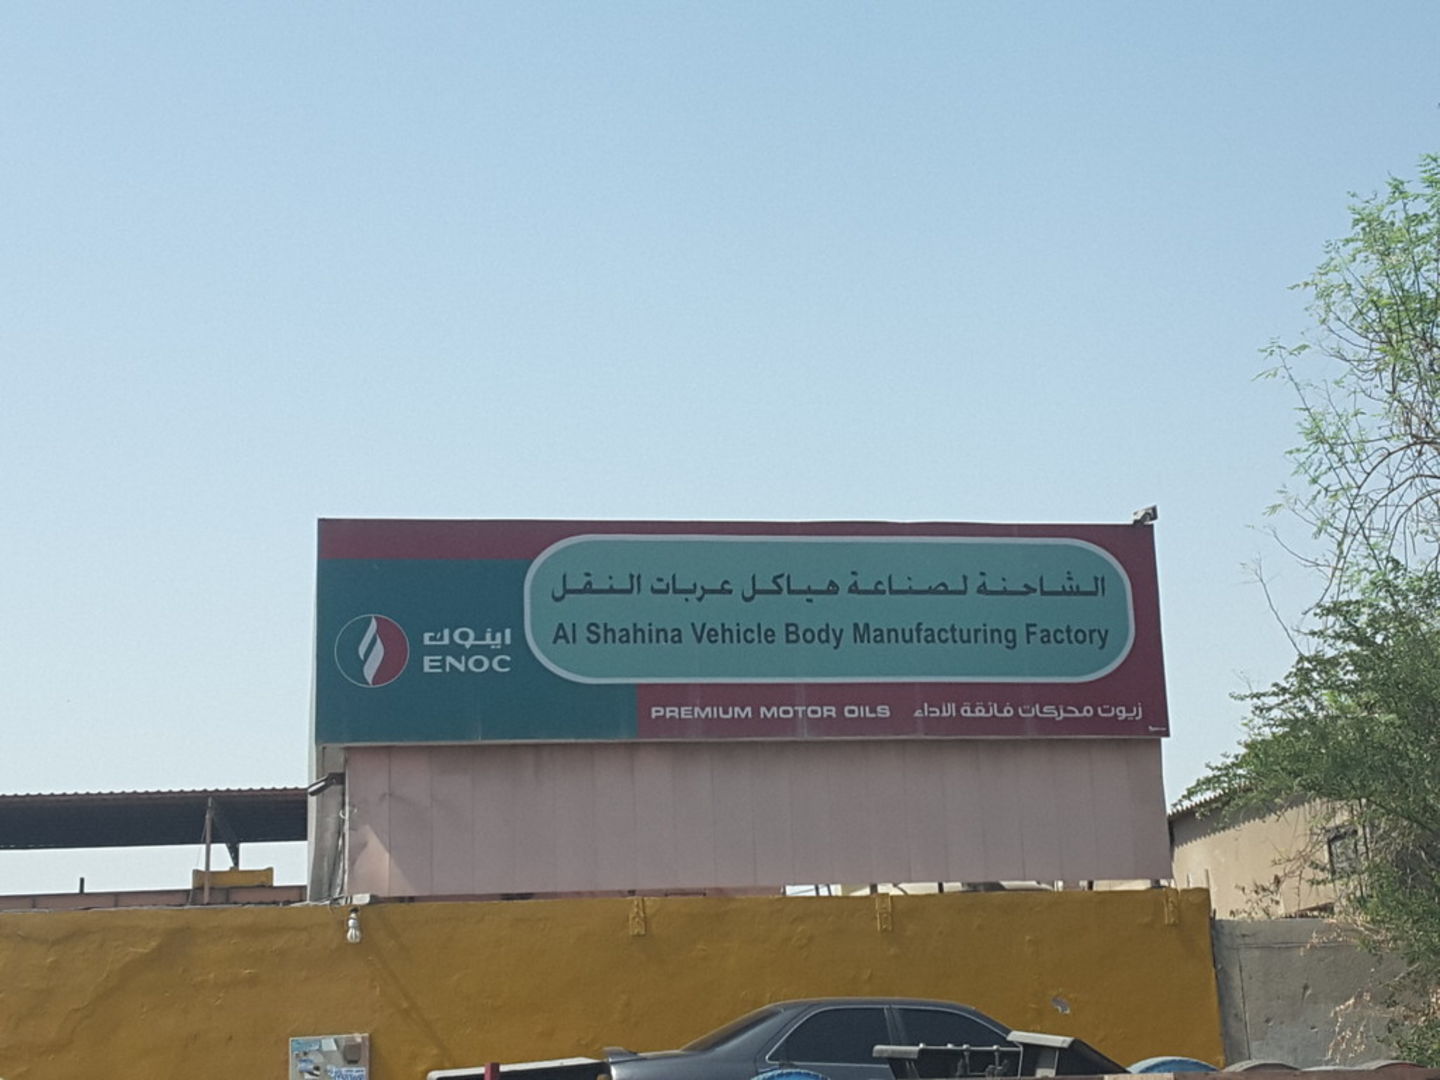 الشاحنة لصناعة هياكل عربات النقل
Al Shahina Vehicle Body Manufacturing Factory
اينوك
ENOC
PREMIUM MOTOR OILS زيوت محركات فائقة الأداء